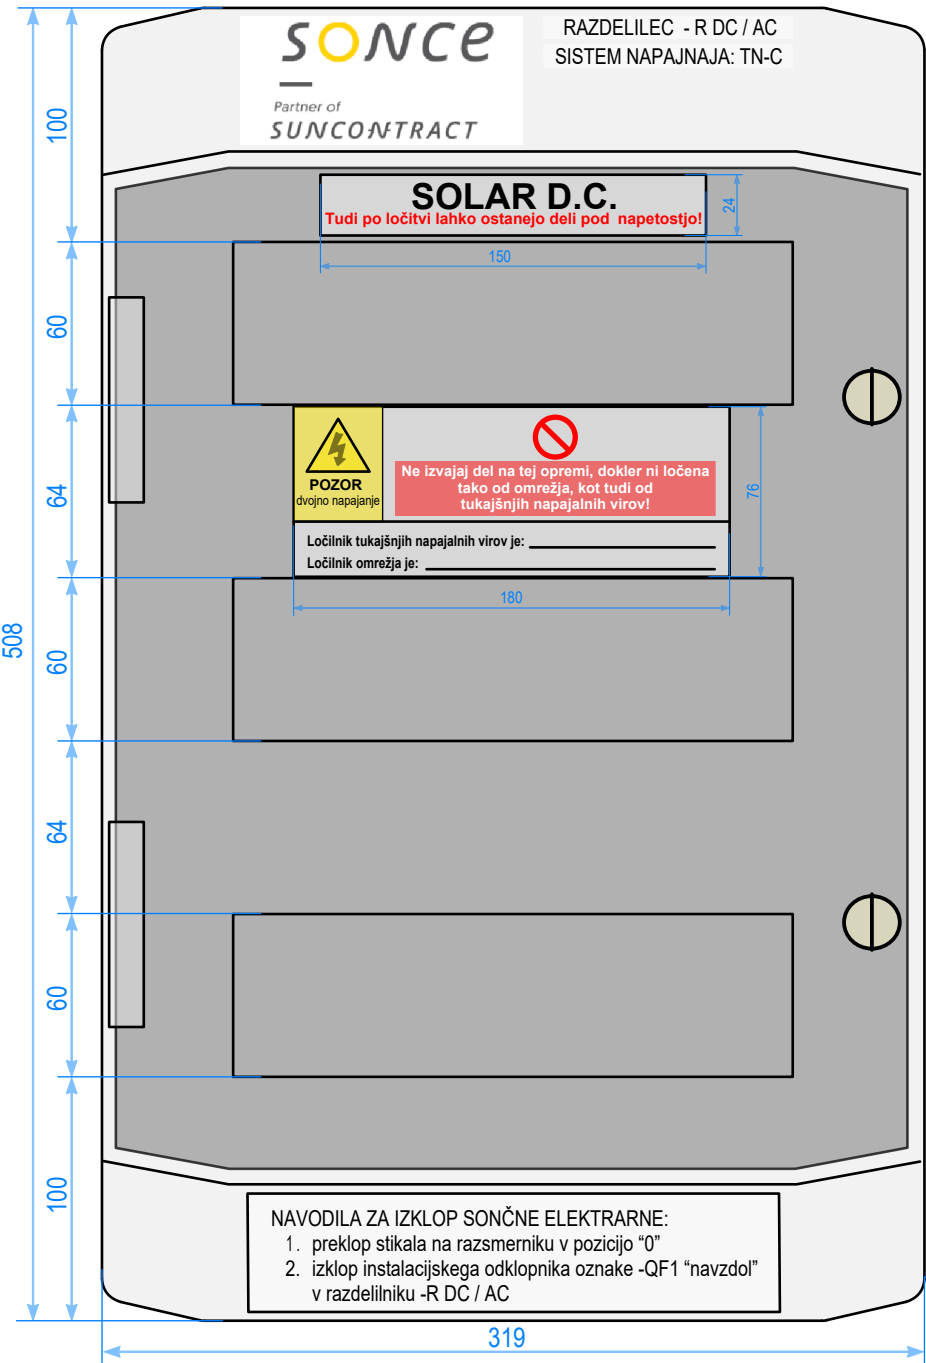 SONCE
Partner of
SUNCONTRACT
RAZDELILEC - R DC / AC
SISTEM NAPAJNAJA: TN-C
SOLAR D.C.
Tudi po ločitvi lahko ostanejo deli pod napetostjo!
24
150
100
60
64
60
64
60
100
508
POZOR
dvojno napajanje
Ne izvajaj del na tej opremi, dokler ni ločena
tako od omrežja, kot tudi od
tukajšnjih napajalnih virov!
Ločilnik tukajšnjih napajalnih virov je:
Ločilnik omrežja je:
76
180
NAVODILA ZA IZKLOP SONČNE ELEKTRARNE:
1. preklop stikala na razsmerniku v pozicijo “0”
2. izklop instalacijskega odklopnika oznake -QF1 “navzdol”
v razdelilniku -R DC / AC
319